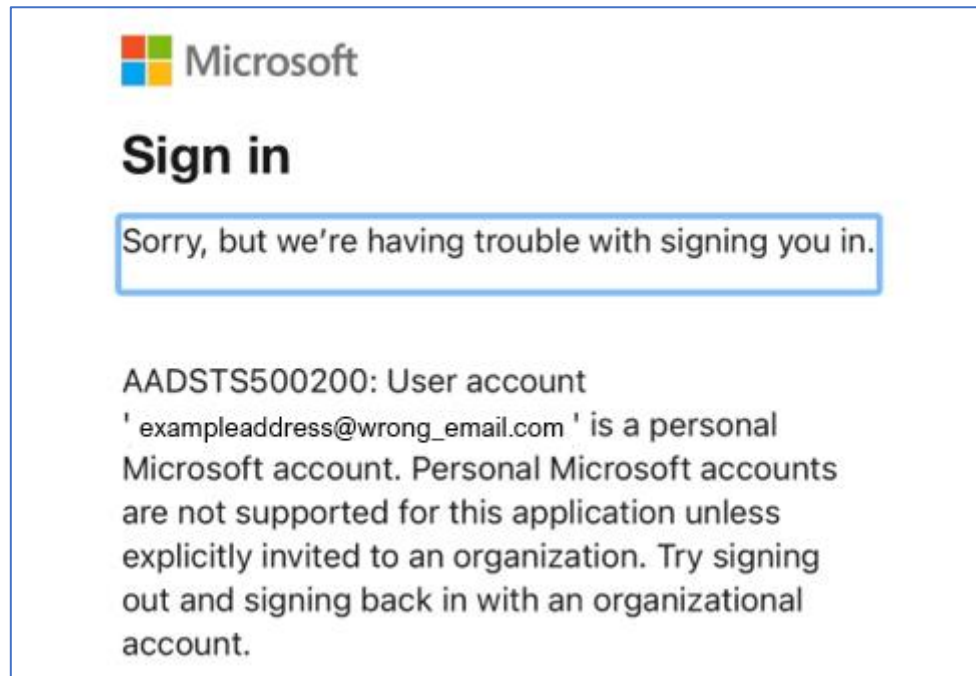 Microsoft
Sign in
Sorry, but we’re having trouble with signing you in.
AADSTS500200: User account
' exampleaddress@wrong_email.com ' is a personal
Microsoft account. Personal Microsoft accounts
are not supported for this application unless
explicitly invited to an organization. Try signing
out and signing back in with an organizational
account.